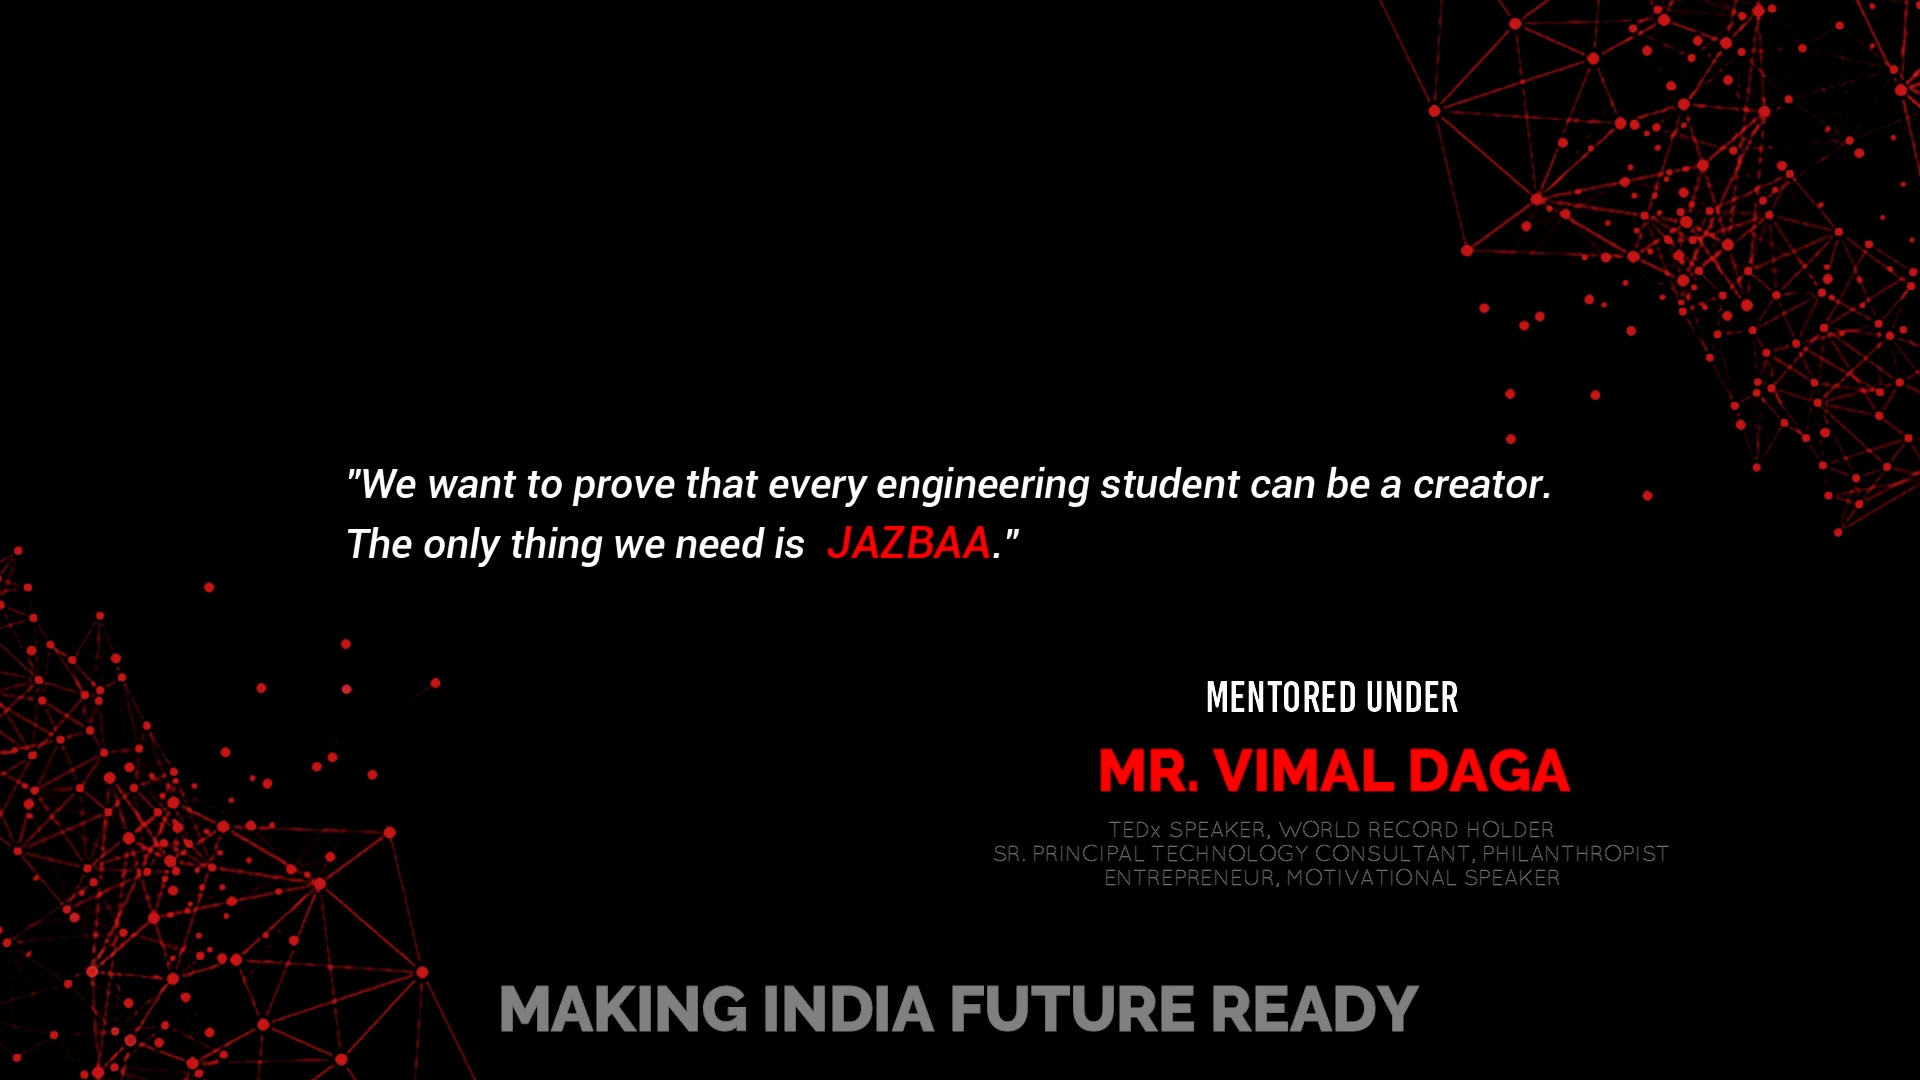 "We want to prove that every engineering student can be a creator.
The only thing we need is JAZBAA."
MENTORED UNDER
MR. VIMAL DAGA
TEDx SPEAKER, WORLD RECORD HOLDER
SR. PRINCIPAL TECHNOLOGY CONSULTANT, PHILANTHROPIST
ENTREPRENEUR, MOTIVATIONAL SPEAKER
MAKING INDIA FUTURE READY